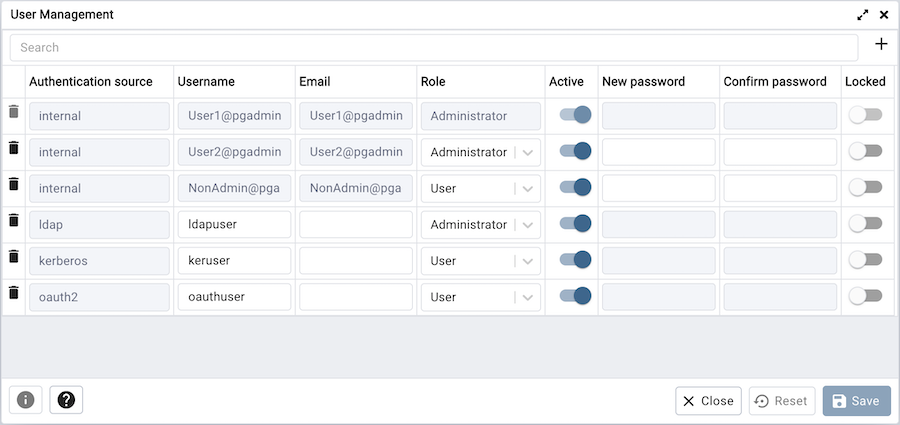 User Management
Search
Authentication source Username Email Role Active New password Confirm password Locked
internal User1@pgadmin User1@pgadmin Administrator
internal User2@pgadmin User2@pgadmin Administrator
internal NonAdmin@pga NonAdmin@pga User
ldap ldapuser Administrator
kerberos keruser User
oauth2 oauthuser User
Close Reset Save